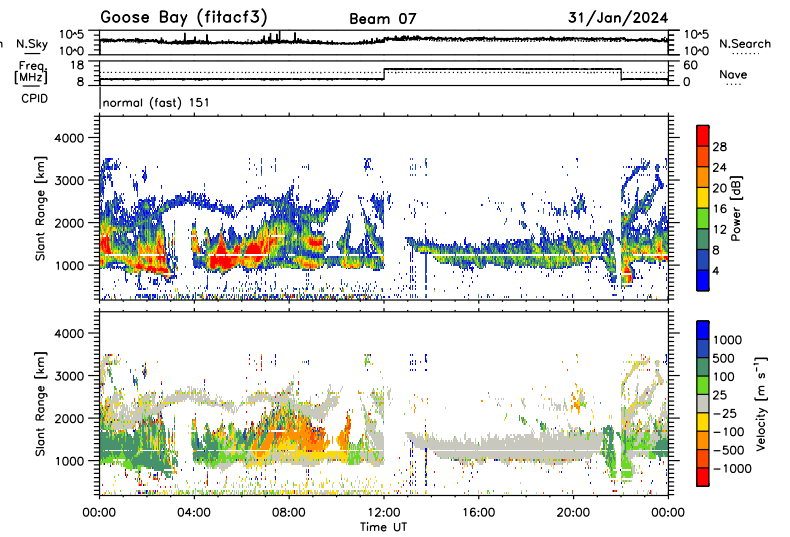 Goose Bay (fitacf3) Beam 07 31/Jan/2024
n N.Sky 10^5 10^0 10^5 10^0 N.Search
Freq. [MHz] 18 8 60 0 Nave
CPID normal (fast) 151
Slant Range [km]
4000
3000
2000
1000
Power [dB]
28
24
20
16
12
8
4
Slant Range [km]
4000
3000
2000
1000
Velocity [m s⁻¹]
1000
500
100
25
−25
−100
−500
−1000
00:00 04:00 08:00 12:00 16:00 20:00 00:00
Time UT